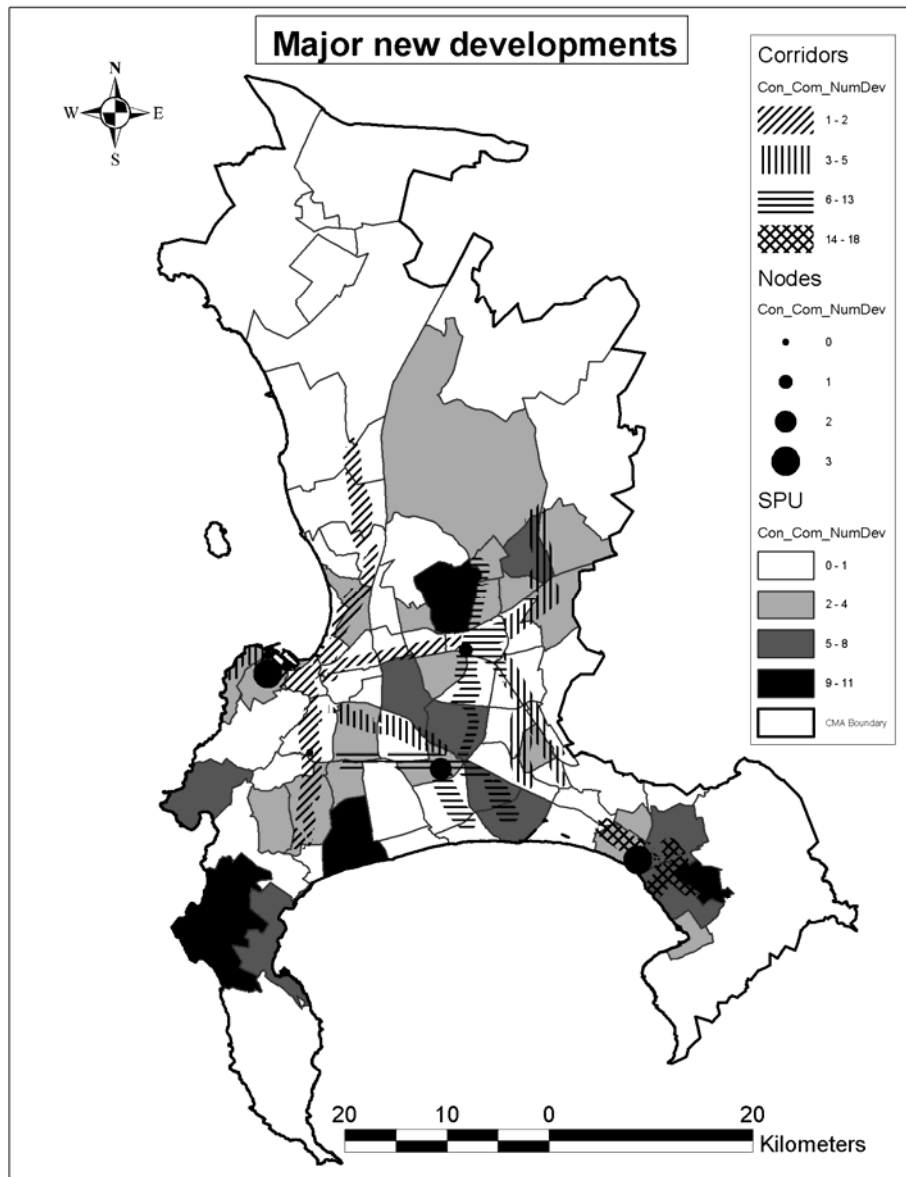 Major new developments
N
W E
S
Corridors
Con_Com_NumDev
1 - 2
3 - 5
6 - 13
14 - 18
Nodes
Con_Com_NumDev
0
1
2
3
SPU
Con_Com_NumDev
0 - 1
2 - 4
5 - 8
9 - 11
CMA Boundary
20 10 0 20
Kilometers